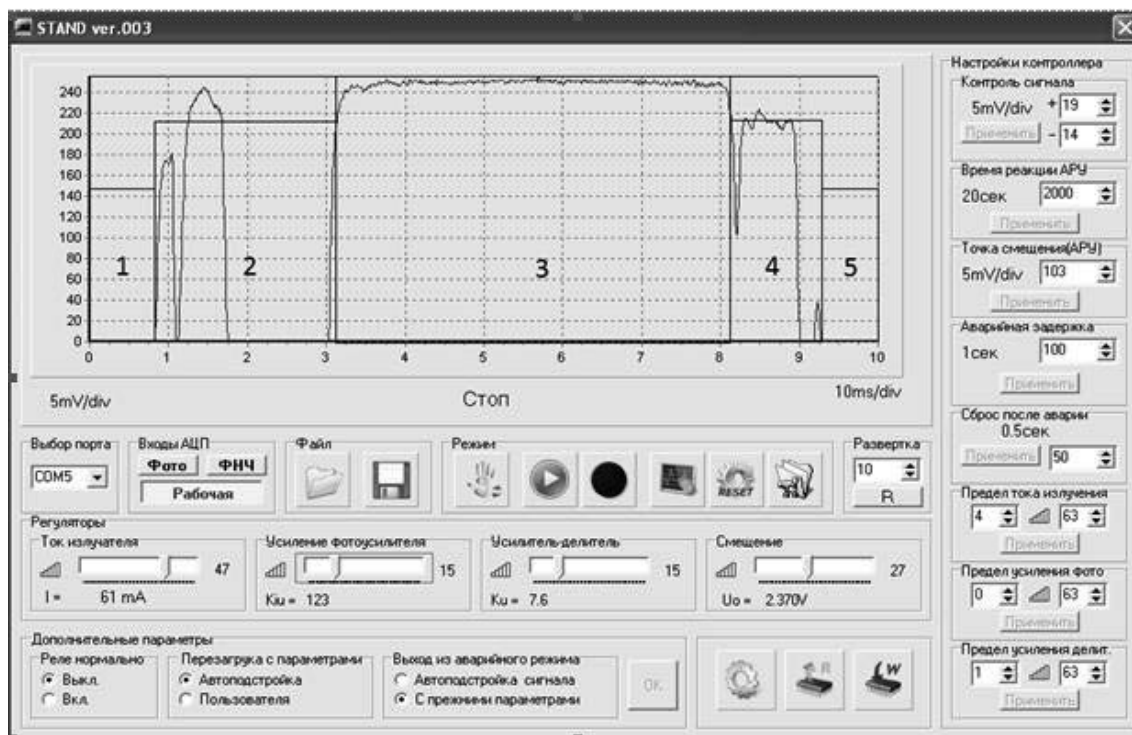 STAND ver.003
240
220
200
180
160
140
120
100
80
60
40
20
0
1 2 3 4 5
0 1 2 3 4 5 6 7 8 9 10
5mV/div Стоп 10ms/div
Выбор порта
COM5
Входы АЦП
Фото ФНЧ
Рабочая
Файл
Режим
RESET
Развертка
10
R
Регуляторы
Ток излучателя
47
I = 61 mA
Усиление фотоусилителя
15
Kiu = 123
Усилитель-делитель
15
Ku = 7.6
Смещение
27
Uo = 2.370V
Дополнительные параметры
Реле нормально
Выкл.
Вкл.
Перезагрузка с параметрами
Автоподстройка
Пользователя
Выход из аварийного режима
Автоподстройка сигнала
С прежними параметрами
OK
R
W
Настройки контроллера
Контроль сигнала
5mV/div + 19
Применить - 14
Время реакции АРУ
20сек 2000
Применить
Точка смещения(АРУ)
5mV/div 103
Применить
Аварийная задержка
1сек 100
Применить
Сброс после аварии
0.5сек
Применить 50
Предел тока излучения
4 63
Применить
Предел усиления фото
0 63
Применить
Предел усиления делит.
1 63
Применить